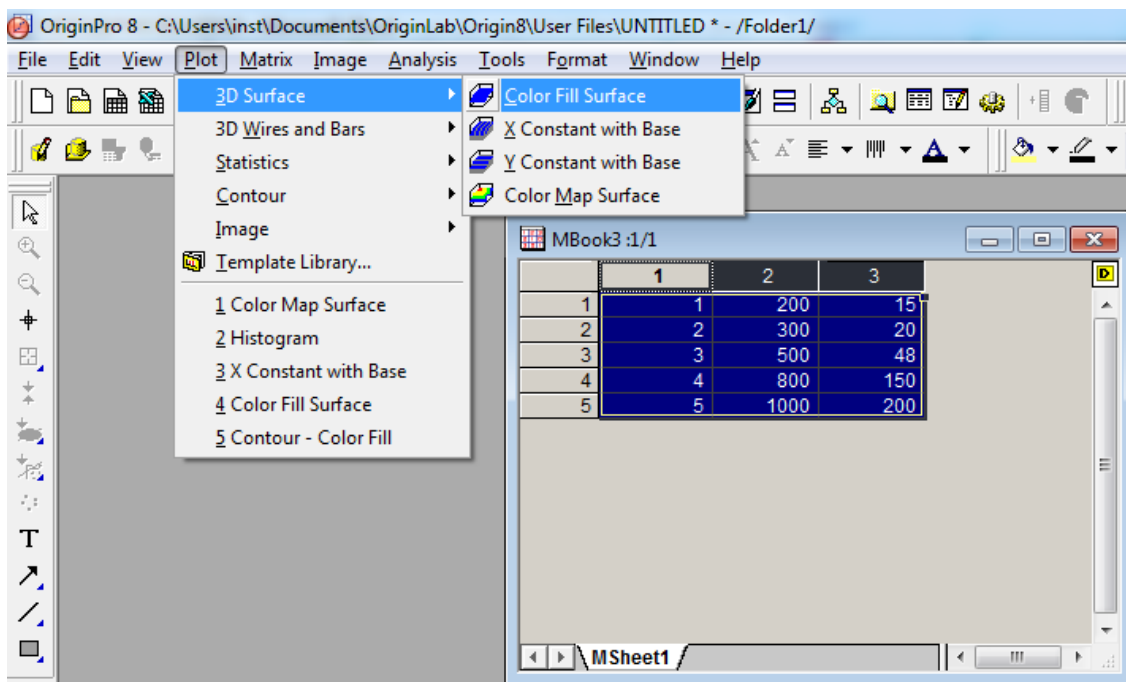 OriginPro 8 - C:\Users\inst\Documents\OriginLab\Origin8\User Files\UNTITLED * - /Folder1/
File Edit View Plot Matrix Image Analysis Tools Format Window Help
3D Surface
3D Wires and Bars
Statistics
Contour
Image
Template Library...
1 Color Map Surface
2 Histogram
3 X Constant with Base
4 Color Fill Surface
5 Contour - Color Fill
Color Fill Surface
X Constant with Base
Y Constant with Base
Color Map Surface
MBook3 :1/1
1 2 3
1 1 200 15
2 2 300 20
3 3 500 48
4 4 800 150
5 5 1000 200
MSheet1